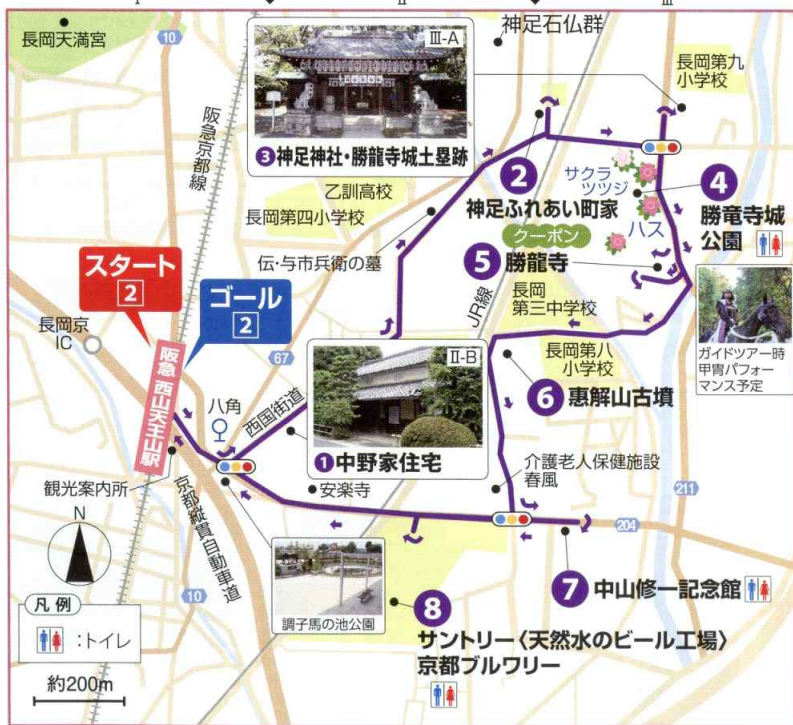 長岡天満宮
10
阪急京都線
Ⅲ-A
③神足神社・勝龍寺城土塁跡
神足石仏群
長岡第九
小学校
2
神足ふれあい町家
サクラ
ツツジ
ハス
4
勝竜寺城
公園
クーポン
5
勝龍寺
ガイドツアー時
甲冑パフォー
マンス予定
乙訓高校
長岡第四小学校
伝・与市兵衛の墓
JR線
長岡
第三中学校
長岡第八
小学校
6
恵解山古墳
スタート
2
ゴール
2
長岡京
IC
67
阪急 西山天王山駅
八角
西国街道
Ⅱ-B
①中野家住宅
観光案内所
安楽寺
介護老人保健施設
春風
211
204
京都縦貫自動車道
N
凡例
:トイレ
約200m
10
調子馬の池公園
7
中山修一記念館
8
サントリー〈天然水のビール工場〉
京都ブルワリー